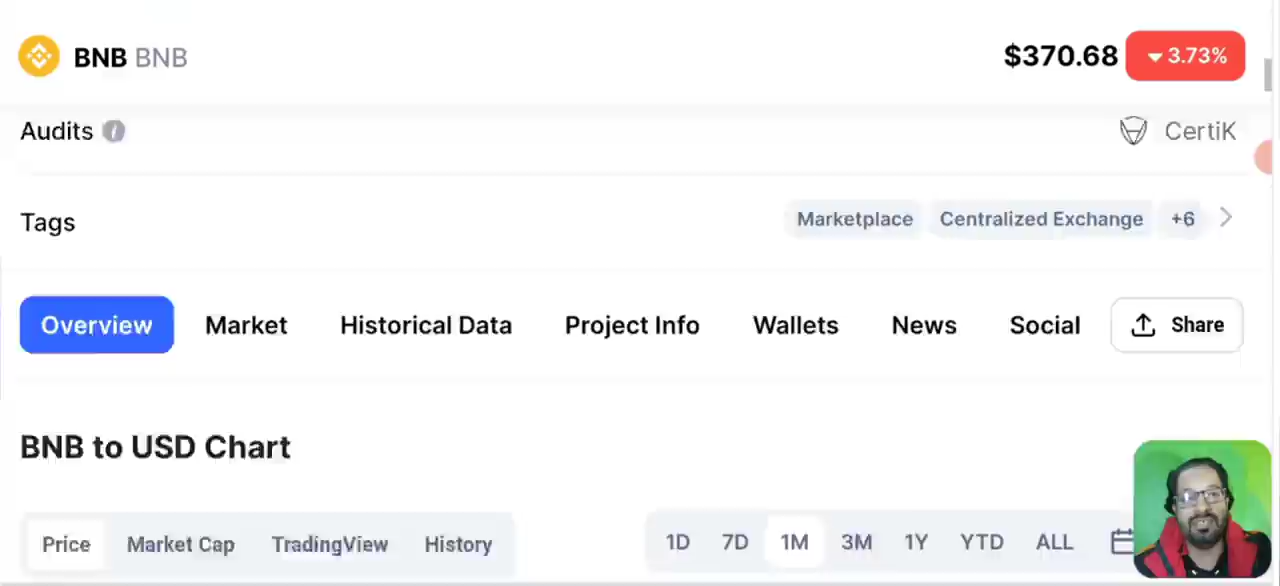 BNB BNB $370.68 3.73%
Audits i CertiK
Tags Marketplace Centralized Exchange +6
Overview Market Historical Data Project Info Wallets News Social Share
BNB to USD Chart
Price Market Cap TradingView History 1D 7D 1M 3M 1Y YTD ALL